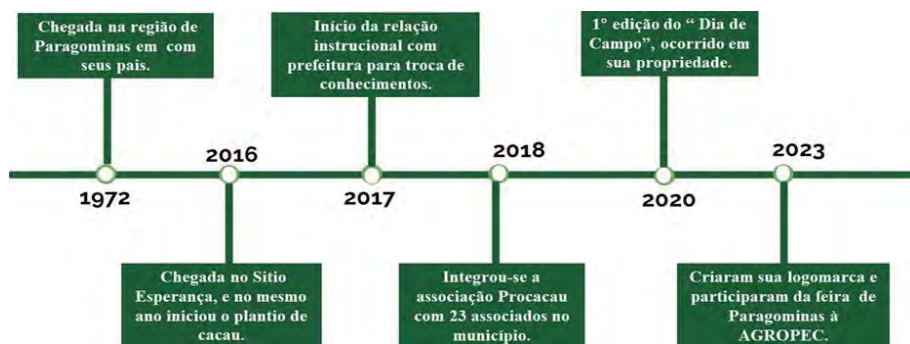 Chegada na região de
Paragominas em com
seus pais.
Início da relação
instrucional com
prefeitura para troca de
conhecimentos.
1° edição do “ Dia de
Campo”, ocorrido em
sua propriedade.
1972
2016
2017
2018
2020
2023
Chegada no Sitio
Esperança, e no mesmo
ano iniciou o plantio de
cacau.
Integrou-se a
associação Procacau
com 23 associados no
município.
Criaram sua logomarca e
participaram da feira de
Paragominas à
AGROPEC.